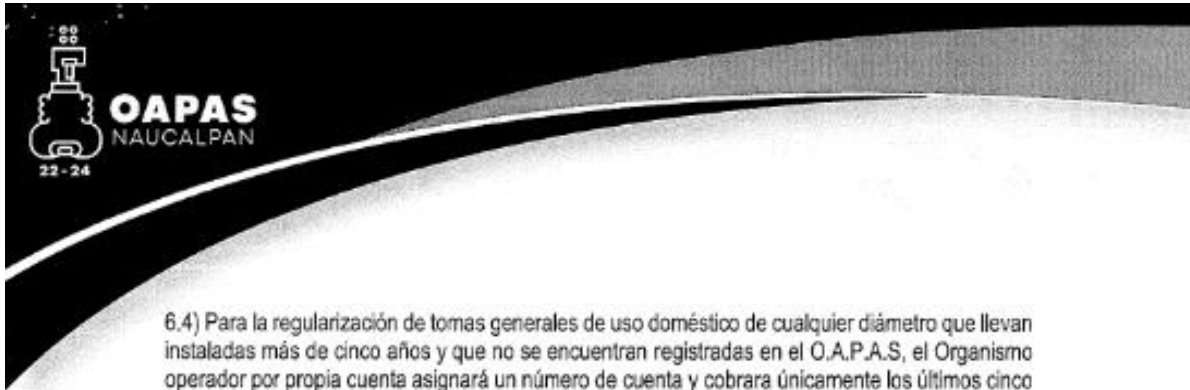 OAPAS
NAUCALPAN
22-24
6.4) Para la regularización de tomas generales de uso doméstico de cualquier diámetro que llevan
instaladas más de cinco años y que no se encuentran registradas en el O.A.P.A.S, el Organismo
operador por propia cuenta asignará un número de cuenta y cobrara únicamente los últimos cinco